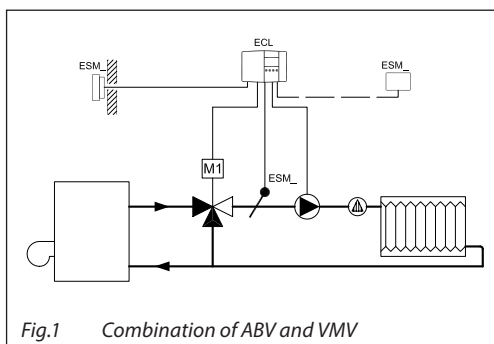 ECL
ESM_
ESM_
M1
ESM_
Fig.1 Combination of ABV and VMV